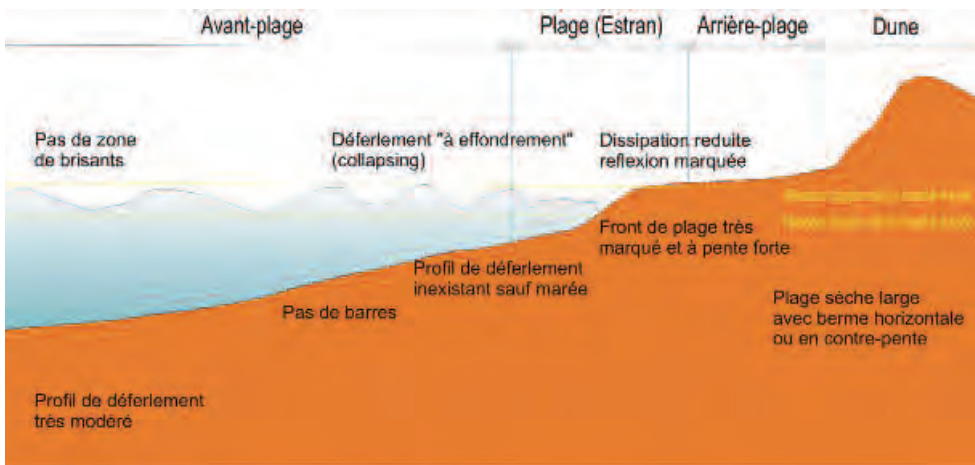 Avant-plage
Plage (Estran)
Arrière-plage
Dune
Pas de zone
de brisants
Déferlement "à effondrement"
(collapsing)
Dissipation reduite
reflexion marquée
Front de plage très
marqué et à pente forte
Profil de déferlement
inexistant sauf marée
Pas de barres
Plage sèche large
avec berme horizontale
ou en contre-pente
Profil de déferlement
très modéré